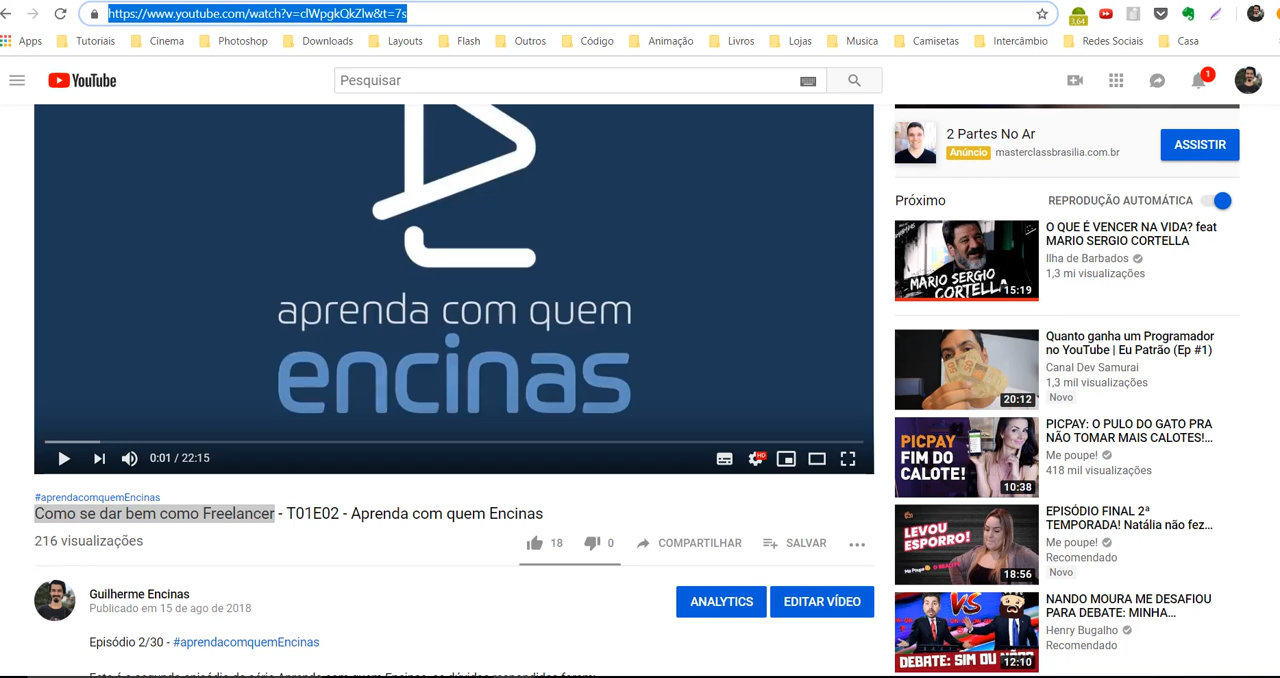 https://www.youtube.com/watch?v=clWpgkQkZlw&t=7s
1.64
Apps Tutoriais Cinema Photoshop Downloads Layouts Flash Outros Código Animação Livros Lojas Musica Camisetas Intercâmbio Redes Sociais Casa
YouTube
Pesquisar
1
aprenda com quem
encinas
0:01 / 22:15
HD
#aprendacomquemEncinas
Como se dar bem como Freelancer - T01E02 - Aprenda com quem Encinas
216 visualizações
18 0 COMPARTILHAR SALVAR ...
Guilherme Encinas
Publicado em 15 de ago de 2018
ANALYTICS EDITAR VÍDEO
Episódio 2/30 - #aprendacomquemEncinas
2 Partes No Ar
Anúncio masterclassbrasilia.com.br
ASSISTIR
Próximo REPRODUÇÃO AUTOMÁTICA
MARIO SERGIO
CORTELLA
15:19
O QUE É VENCER NA VIDA? feat
MARIO SERGIO CORTELLA
Ilha de Barbados
1,3 mi visualizações
20:12
Quanto ganha um Programador
no YouTube | Eu Patrão (Ep #1)
Canal Dev Samurai
1,3 mil visualizações
Novo
PICPAY
FIM DO
CALOTE!
10:38
PICPAY: O PULO DO GATO PRA
NÃO TOMAR MAIS CALOTES!...
Me poupe!
418 mil visualizações
LEVOU
ESPORRO!
Me Poupe!
18:56
EPISÓDIO FINAL 2ª
TEMPORADA! Natália não fez...
Me poupe!
Recomendado
Novo
VS
DEBATE: SIM OU NÃO
12:10
NANDO MOURA ME DESAFIOU
PARA DEBATE: MINHA...
Henry Bugalho
Recomendado